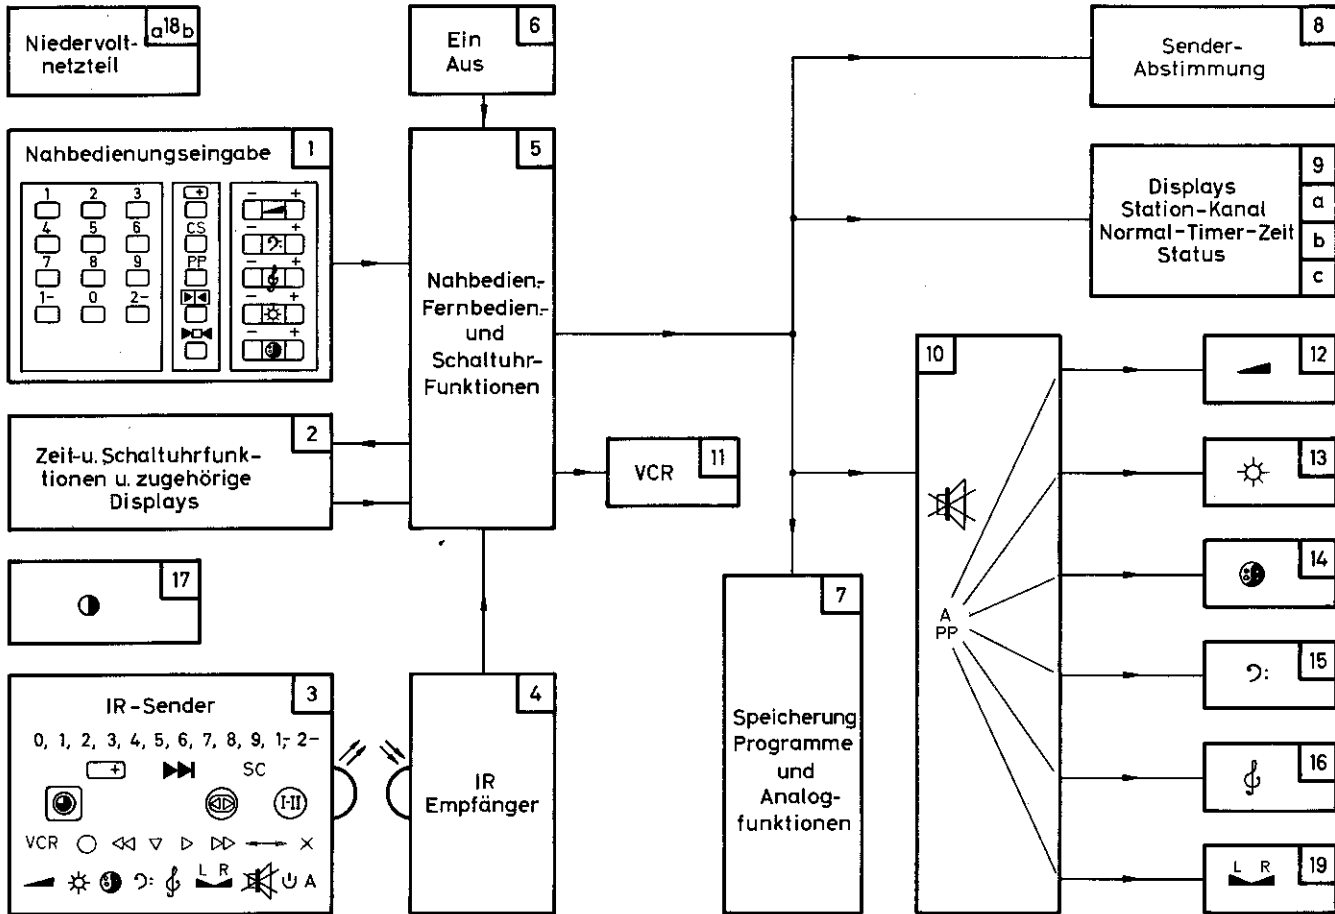 Niedervolt-
netzteil
a18b
Ein
Aus
6
Sender-
Abstimmung
8
Nahbedienungseingabe
1
1 2 3
4 5 6
7 8 9
1- 0 2-
+
CS
PP
- +
- +
- +
- +
- +
5
Nahbedien-
Fernbedien-
und
Schaltuhr-
Funktionen
Displays
Station-Kanal
Normal-Timer-Zeit
Status
9
a
b
c
Zeit-u. Schaltuhrfunk-
tionen u. zugehörige
Displays
2
VCR
11
10
A
PP
12
13
14
15
16
L R
19
17
7
Speicherung
Programme
und
Analog-
funktionen
IR-Sender
3
0, 1, 2, 3, 4, 5, 6, 7, 8, 9, 1,- 2-
+ SC
I-II
VCR
L R A
4
IR
Empfänger